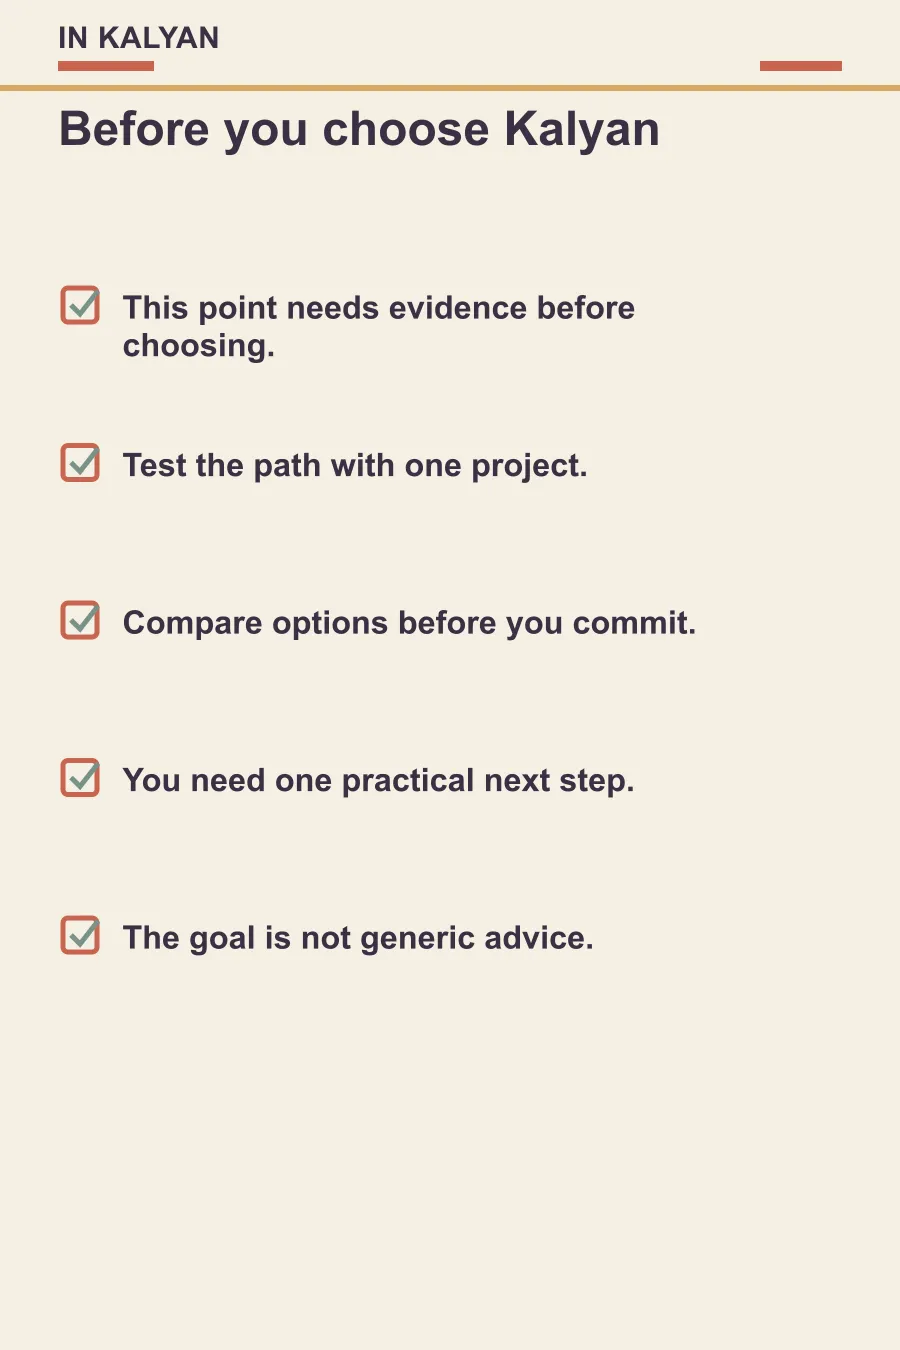 IN KALYAN
Before you choose Kalyan
This point needs evidence before
choosing.
Test the path with one project.
Compare options before you commit.
You need one practical next step.
The goal is not generic advice.